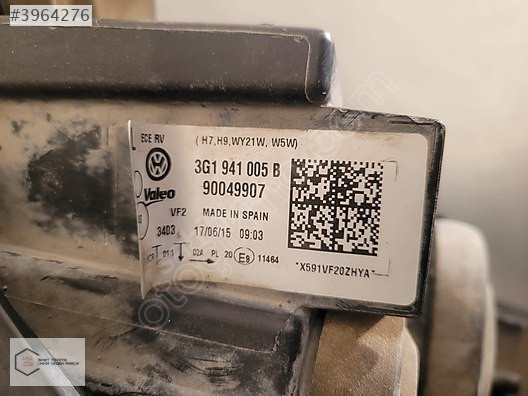 #3964276
ECE RV
( H7,H9,WY21W, W5W)
3G1 941 005 B
Valeo
90049907
VF2
MADE IN SPAIN
3403
17/06/15 09:03
02A PL 20 E9 11464
*X591VF20ZHYA*